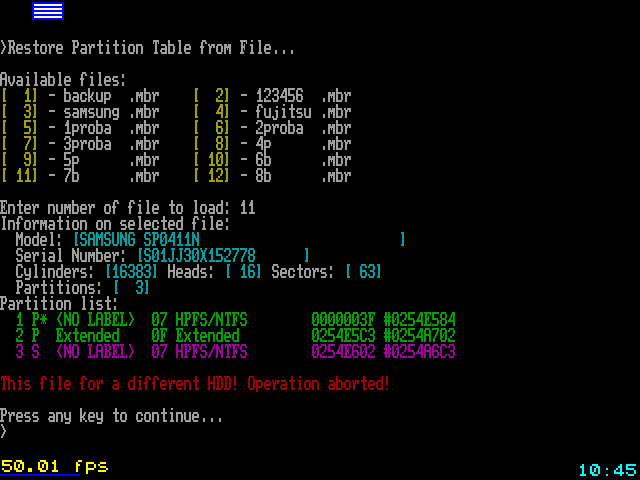 >Restore Partition Table from File...
Available files:
[  1] - backup  .mbr    [  2] - 123456  .mbr
[  3] - samsung .mbr    [  4] - fujitsu .mbr
[  5] - 1proba  .mbr    [  6] - 2proba  .mbr
[  7] - 3proba  .mbr    [  8] - 4p      .mbr
[  9] - 5p      .mbr    [ 10] - 6b      .mbr
[ 11] - 7b      .mbr    [ 12] - 8b      .mbr
Enter number of file to load: 11
Information on selected file:
Model: [SAMSUNG SP0411N                         ]
Serial Number: [S01JJ30X152778      ]
Cylinders: [16383] Heads: [ 16] Sectors: [ 63]
Partitions: [  3]
Partition list:
1 P* <NO LABEL>  07 HPFS/NTFS        0000003F #0254E584
2 P  Extended    0F Extended         0254E5C3 #0254A702
3 S  <NO LABEL>  07 HPFS/NTFS        0254E602 #0254A6C3
This file for a different HDD! Operation aborted!
Press any key to continue...
>
50.01 fps
10:45